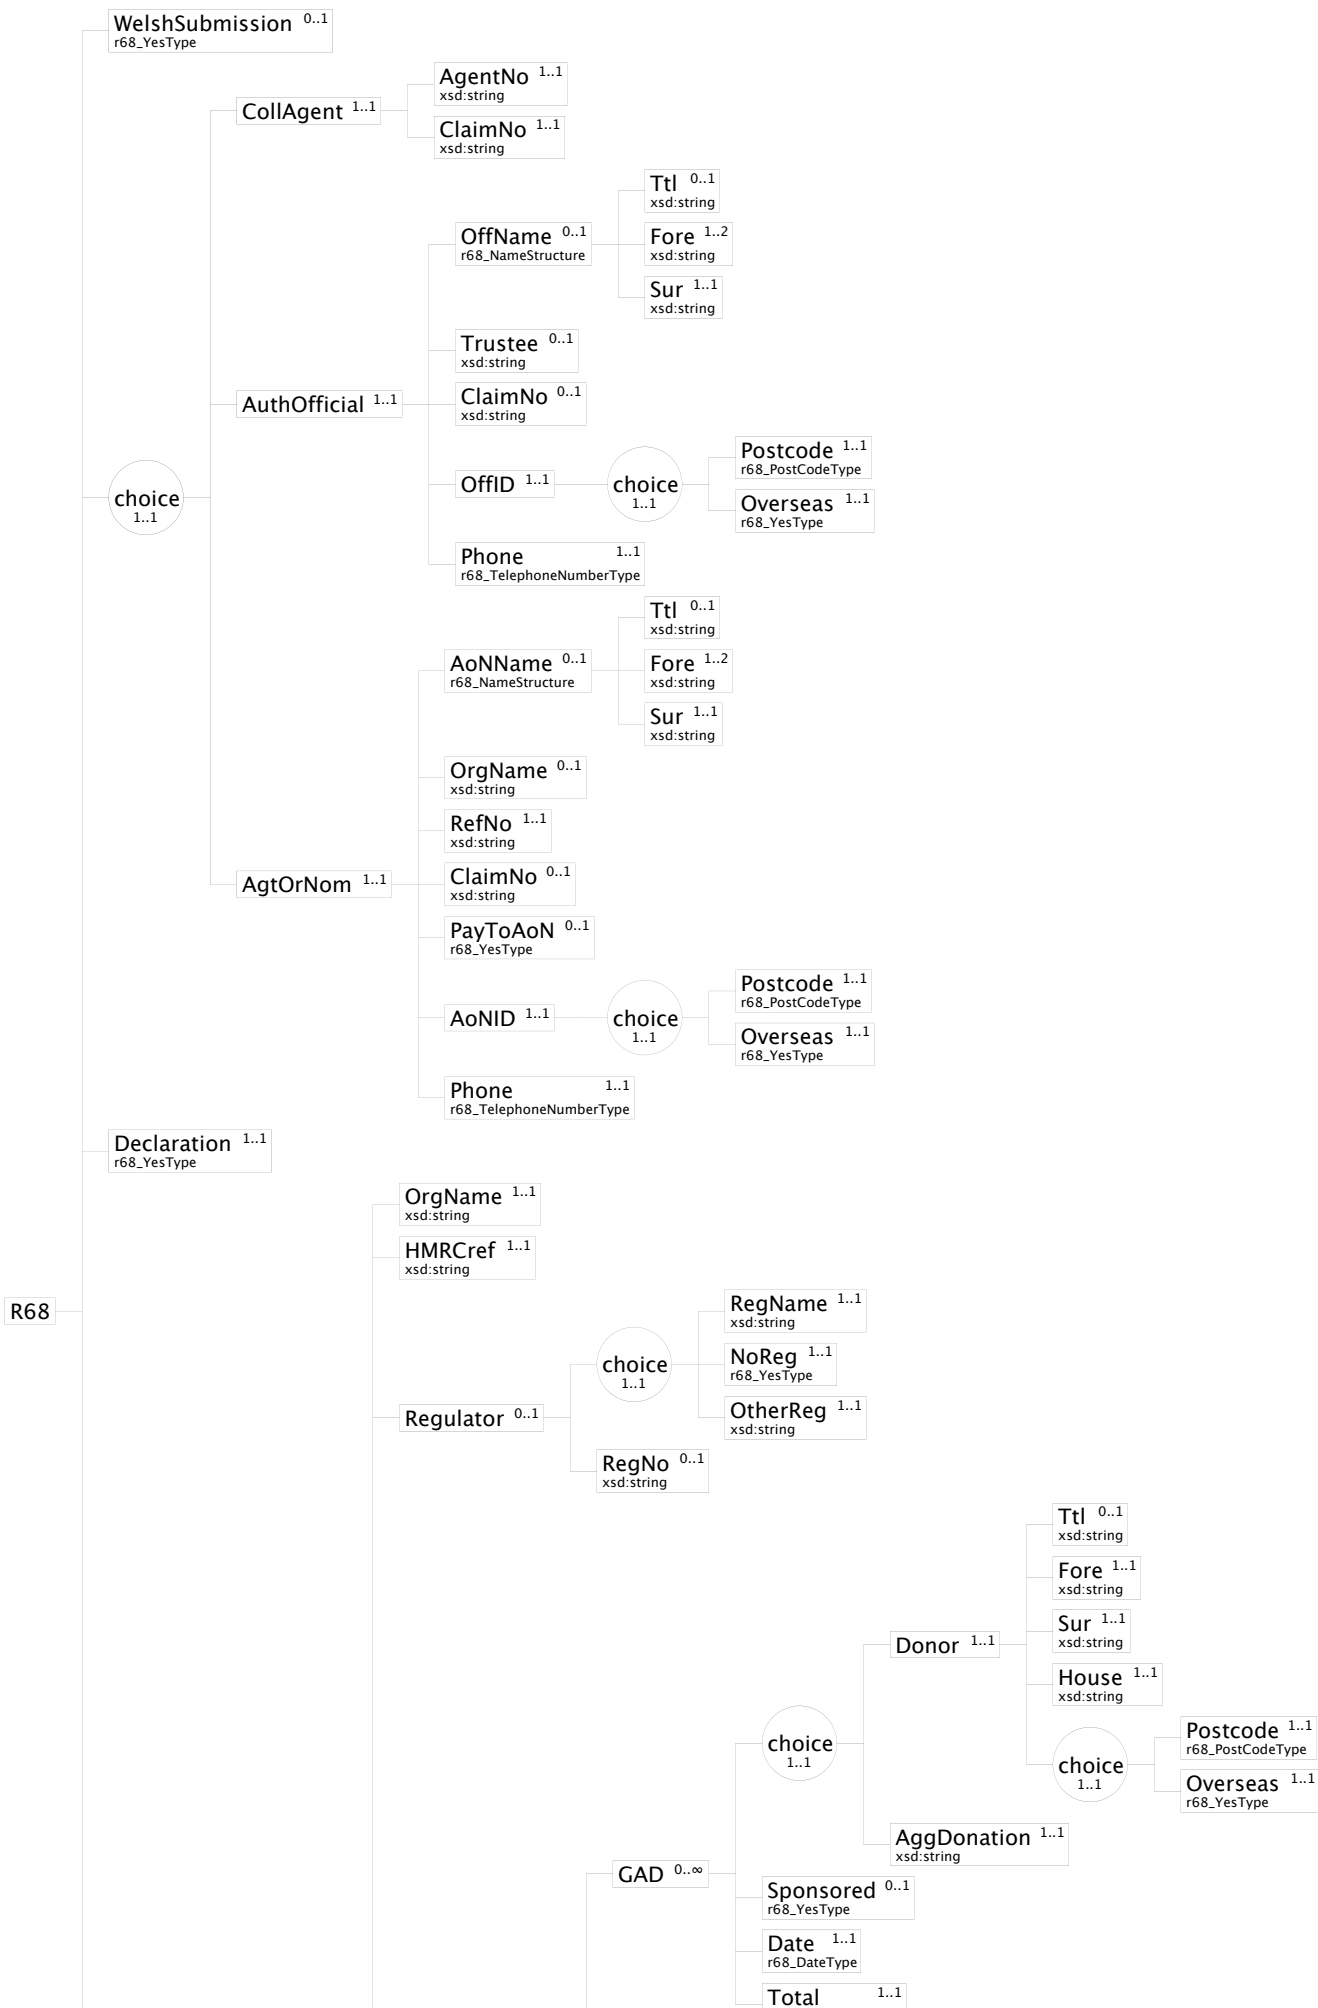 WelshSubmission 0..1
r68_YesType
AgentNo 1..1
xsd:string
CollAgent 1..1
ClaimNo 1..1
xsd:string
Ttl 0..1
xsd:string
OffName 0..1
r68_NameStructure
Fore 1..2
xsd:string
Sur 1..1
xsd:string
Trustee 0..1
xsd:string
AuthOfficial 1..1
ClaimNo 0..1
xsd:string
Postcode 1..1
r68_PostCodeType
choice
1..1
OffID 1..1
choice
1..1
Overseas 1..1
r68_YesType
Phone 1..1
r68_TelephoneNumberType
Ttl 0..1
xsd:string
AoNName 0..1
r68_NameStructure
Fore 1..2
xsd:string
Sur 1..1
xsd:string
OrgName 0..1
xsd:string
RefNo 1..1
xsd:string
AgtOrNom 1..1
ClaimNo 0..1
xsd:string
PayToAoN 0..1
r68_YesType
Postcode 1..1
r68_PostCodeType
AoNID 1..1
choice
1..1
Overseas 1..1
r68_YesType
Phone 1..1
r68_TelephoneNumberType
Declaration 1..1
r68_YesType
OrgName 1..1
xsd:string
HMRCref 1..1
xsd:string
R68
RegName 1..1
xsd:string
choice
1..1
NoReg 1..1
r68_YesType
OtherReg 1..1
xsd:string
Regulator 0..1
RegNo 0..1
xsd:string
Ttl 0..1
xsd:string
Fore 1..1
xsd:string
Sur 1..1
xsd:string
Donor 1..1
House 1..1
xsd:string
choice
1..1
Postcode 1..1
r68_PostCodeType
choice
1..1
Overseas 1..1
r68_YesType
AggDonation 1..1
xsd:string
GAD 0..∞
Sponsored 0..1
r68_YesType
Date 1..1
r68_DateType
Total 1..1